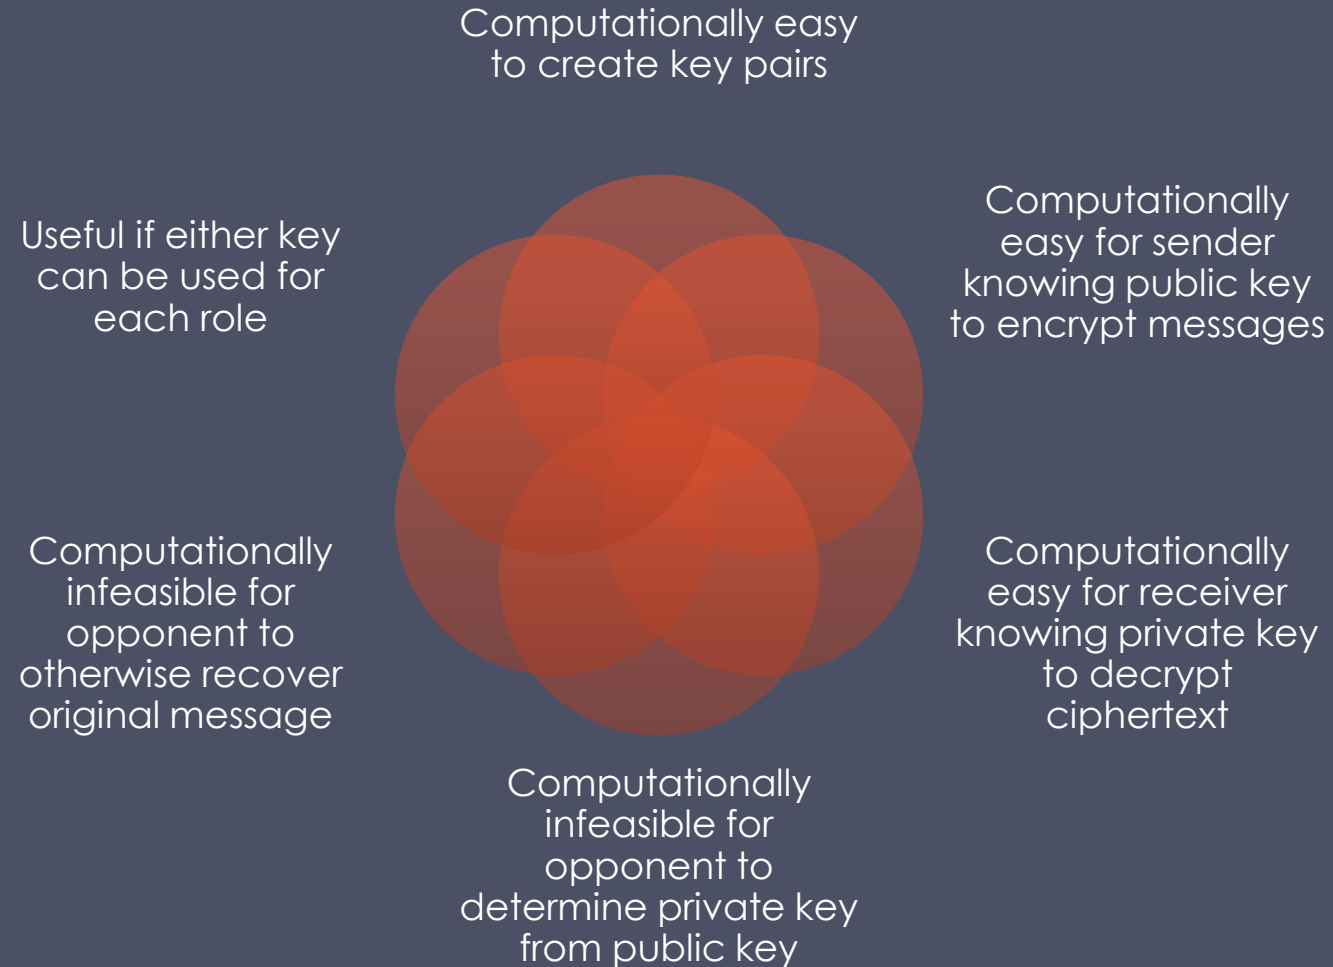 Computationally easy
to create key pairs
Computationally
easy for sender
knowing public key
to encrypt messages
Computationally
easy for receiver
knowing private key
to decrypt
ciphertext
Computationally
infeasible for
opponent to
determine private key
from public key
Computationally
infeasible for
opponent to
otherwise recover
original message
Useful if either key
can be used for
each role